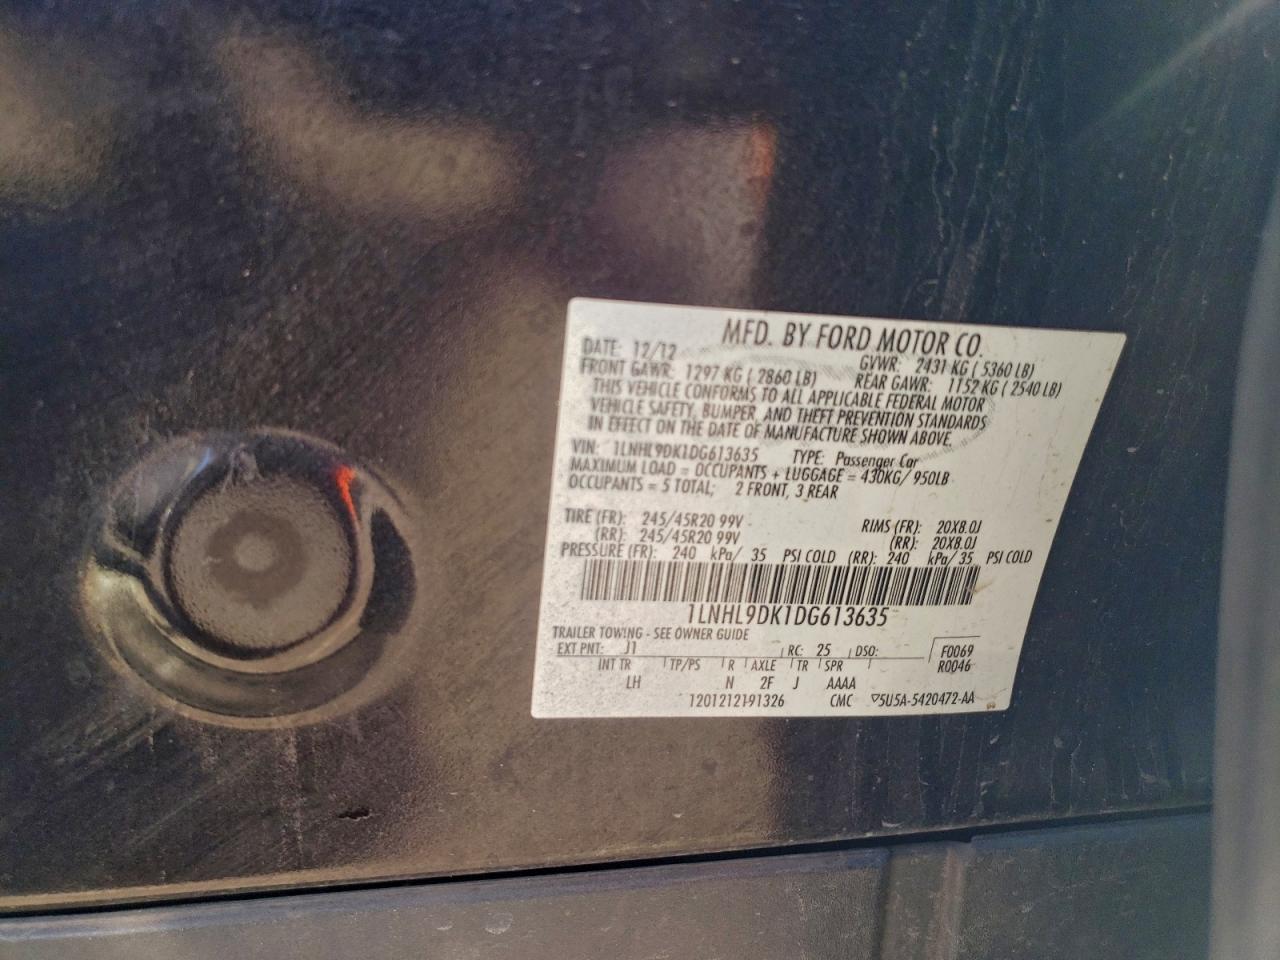 MFD. BY FORD MOTOR CO.
DATE: 12/12 GVWR: 2431 KG ( 5360 LB)
FRONT GAWR: 1297 KG ( 2860 LB) REAR GAWR: 1152 KG ( 2540 LB)
THIS VEHICLE CONFORMS TO ALL APPLICABLE FEDERAL MOTOR
VEHICLE SAFETY, BUMPER, AND THEFT PREVENTION STANDARDS
IN EFFECT ON THE DATE OF MANUFACTURE SHOWN ABOVE.
VIN: 1LNHL9DK1DG613635 TYPE: Passenger Car
MAXIMUM LOAD = OCCUPANTS + LUGGAGE = 430KG/ 950LB
OCCUPANTS = 5 TOTAL; 2 FRONT, 3 REAR
TIRE (FR): 245/45R20 99V RIMS (FR): 20X8.0J
(RR): 245/45R20 99V (RR): 20X8.0J
PRESSURE (FR): 240 kPa/ 35 PSI COLD (RR): 240 kPa/ 35 PSI COLD
1LNHL9DK1DG613635
TRAILER TOWING - SEE OWNER GUIDE
EXT PNT: J1 RC: 25 DSO: F0069
INT TR TP/PS R AXLE TR SPR R0046
LH N 2F J AAAA
1201212191326 CMC 5U5A-5420472-AA